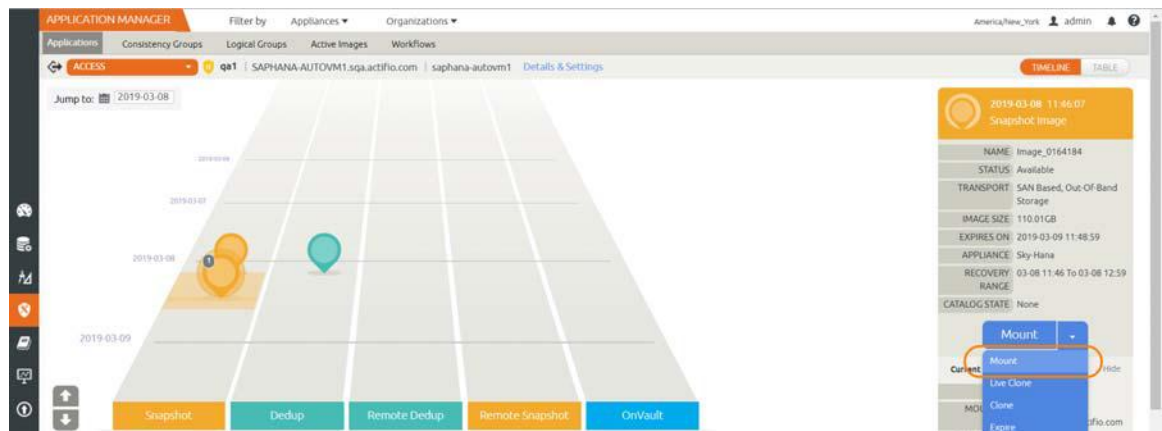 APPLICATION MANAGER Filter by Appliances Organizations America/New_York admin
Applications Consistency Groups Logical Groups Active Images Workflows
ACCESS qa1 SAPHANA-AUTOVM1.sqa.actifio.com saphana-autovm1 Details & Settings TIMELINE TABLE
Jump to: 2019-03-08
2019-03-07
2019-03-08
1
2019-03-09
Snapshot Dedup Remote Dedup Remote Snapshot OnVault
2019-03-08 11:46:07
Snapshot Image
NAME Image_0164184
STATUS Available
TRANSPORT SAN Based, Out-Of-Band
Storage
IMAGE SIZE 110.01GB
EXPIRES ON 2019-03-09 11:48:59
APPLIANCE Sky-Hana
RECOVERY 03-08 11:46 To 03-08 12:59
RANGE
CATALOG STATE None
Mount
Mount
Hide
Live Clone
Clone
Expire